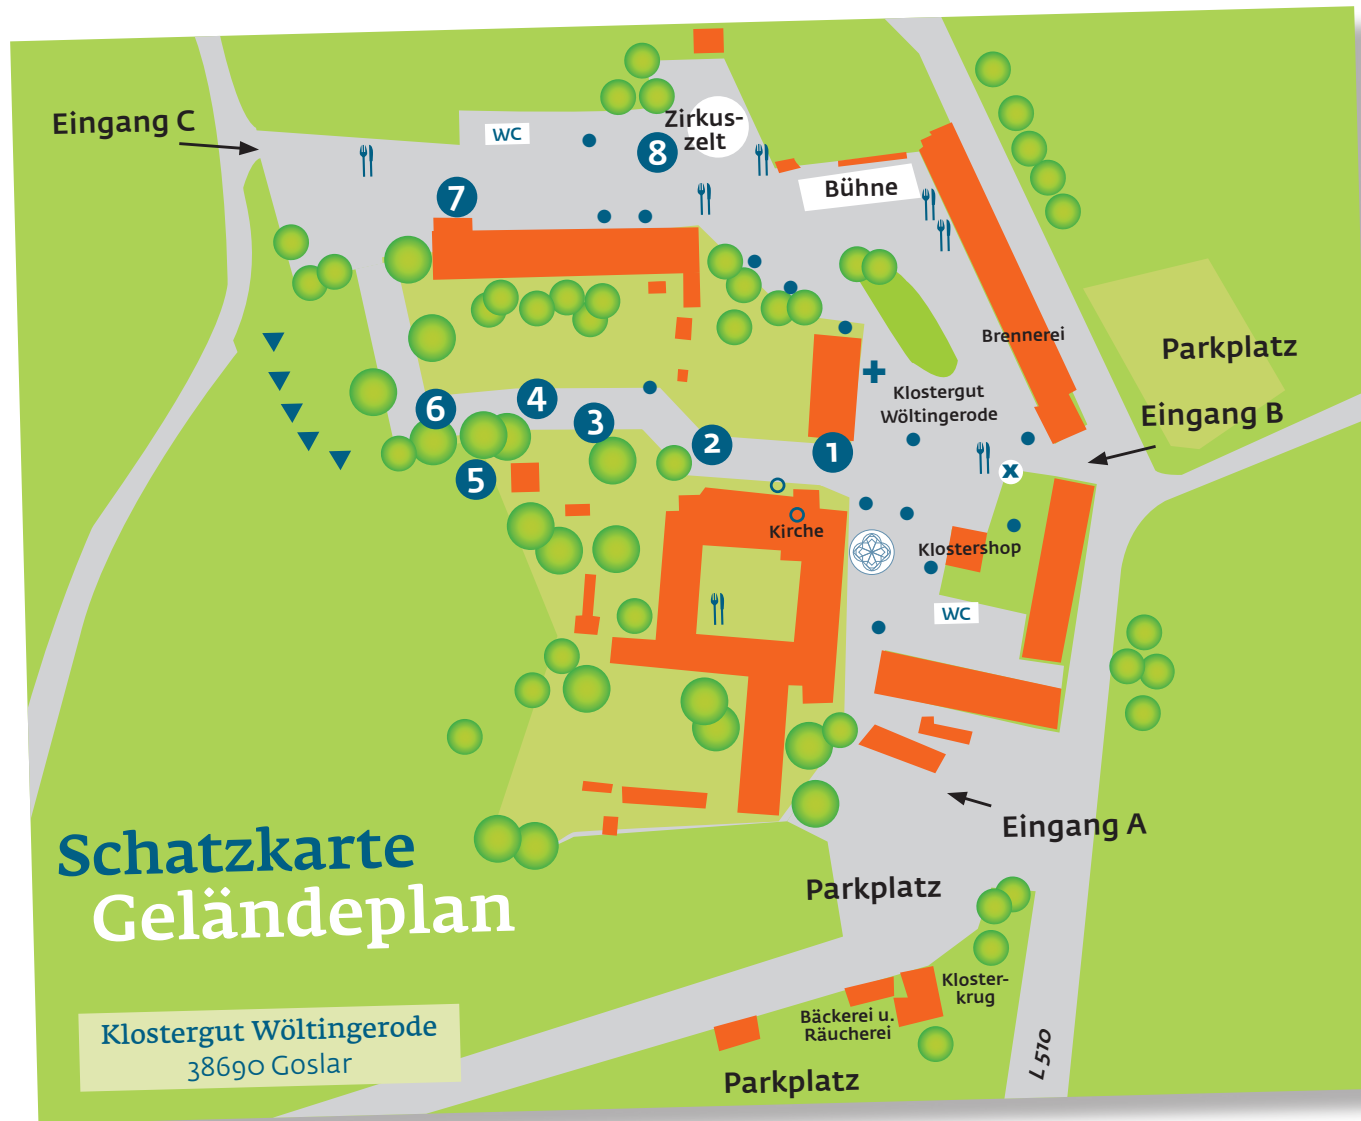 Eingang C
WC
Zirkus-
zelt
8
7
Bühne
Brennerei
Parkplatz
Klostergut
Wöltingerode
Eingang B
6
4
3
2
1
5
x
Kirche
Klostershop
WC
Eingang A
Schatzkarte
Geländeplan
Parkplatz
Kloster-
krug
Bäckerei u.
Räucherei
Klostergut Wöltingerode
38690 Goslar
Parkplatz
L 510